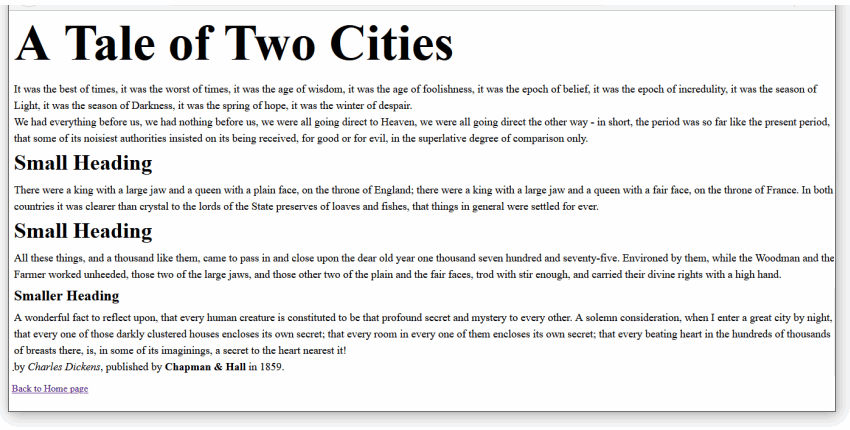 A Tale of Two Cities
It was the best of times, it was the worst of times, it was the age of wisdom, it was the age of foolishness, it was the epoch of belief, it was the epoch of incredulity, it was the season of
Light, it was the season of Darkness, it was the spring of hope, it was the winter of despair.
We had everything before us, we had nothing before us, we were all going direct to Heaven, we were all going direct the other way - in short, the period was so far like the present period,
that some of its noisiest authorities insisted on its being received, for good or for evil, in the superlative degree of comparison only.
Small Heading
There were a king with a large jaw and a queen with a plain face, on the throne of England; there were a king with a large jaw and a queen with a fair face, on the throne of France. In both
countries it was clearer than crystal to the lords of the State preserves of loaves and fishes, that things in general were settled for ever.
Small Heading
All these things, and a thousand like them, came to pass in and close upon the dear old year one thousand seven hundred and seventy-five. Environed by them, while the Woodman and the
Farmer worked unheeded, those two of the large jaws, and those other two of the plain and the fair faces, trod with stir enough, and carried their divine rights with a high hand.
Smaller Heading
A wonderful fact to reflect upon, that every human creature is constituted to be that profound secret and mystery to every other. A solemn consideration, when I enter a great city by night,
that every one of those darkly clustered houses encloses its own secret; that every room in every one of them encloses its own secret; that every beating heart in the hundreds of thousands
of breasts there, is, in some of its imaginings, a secret to the heart nearest it!
.by Charles Dickens, published by Chapman & Hall in 1859.
Back to Home page